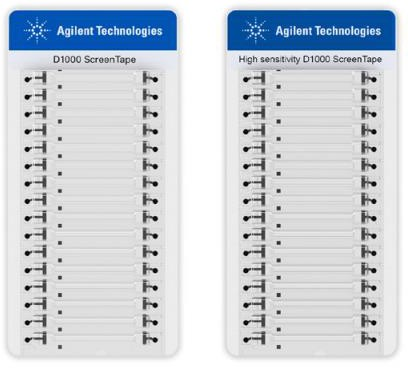 Agilent Technologies
D1000 ScreenTape
Agilent Technologies
High sensitivity D1000 ScreenTape